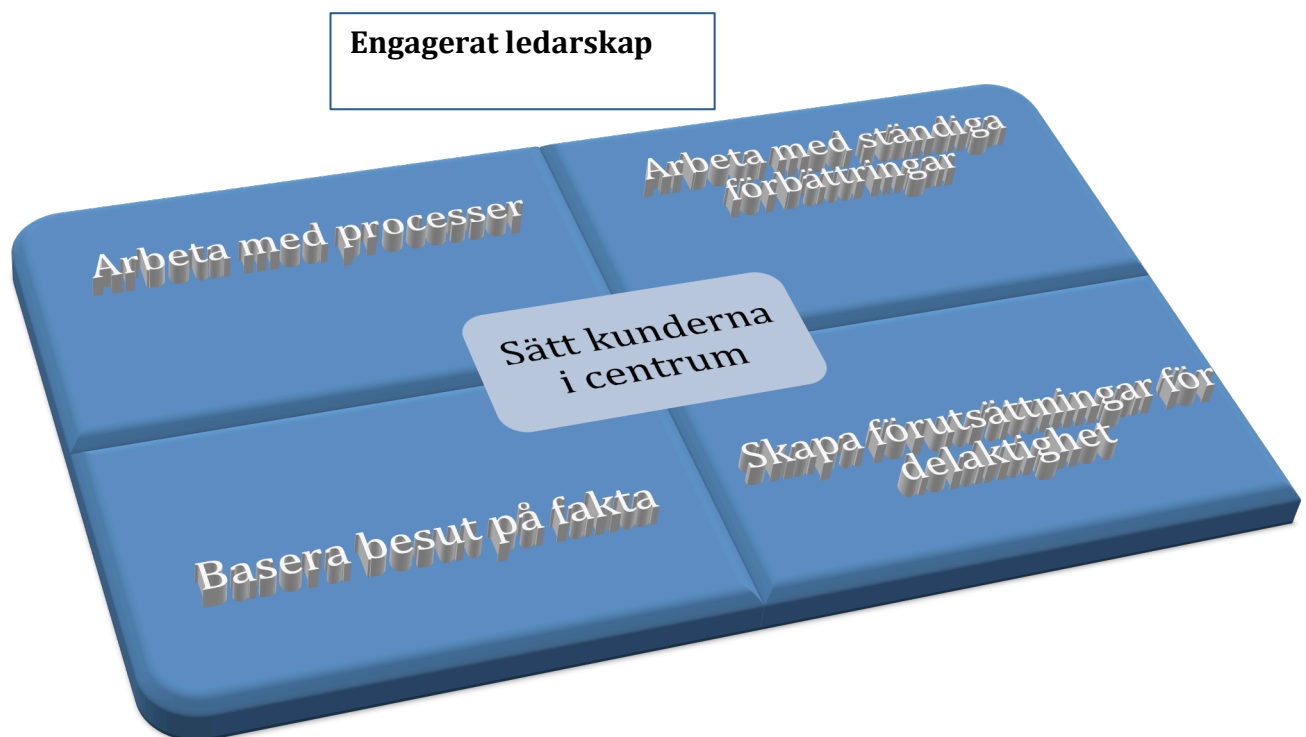 Engagerat ledarskap
Arbeta med processer
Arbeta med ständiga
förbättringar
Sätt kunderna
i centrum
Basera besut på fakta
Skapa förutsättningar för
delaktighet